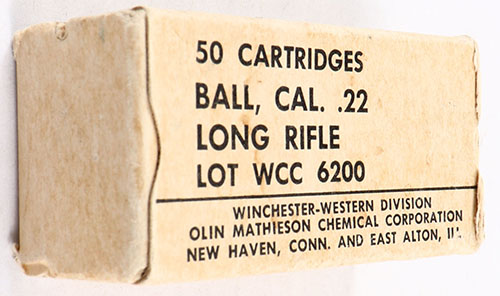 50 CARTRIDGES
BALL, CAL. .22
LONG RIFLE
LOT WCC 6200
WINCHESTER-WESTERN DIVISION
OLIN MATHIESON CHEMICAL CORPORATION
NEW HAVEN, CONN. AND EAST ALTON, ILL.